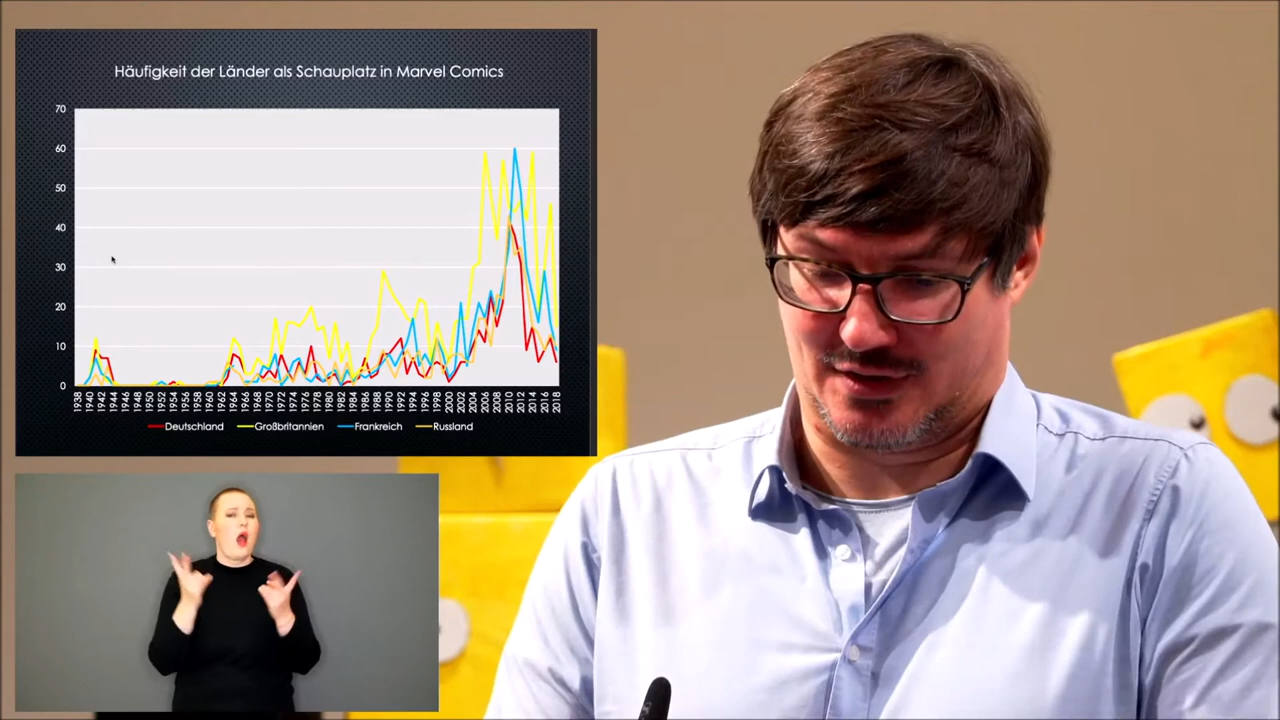 Häufigkeit der Länder als Schauplatz in Marvel Comics
70
60
50
40
30
20
10
0
1938 1940 1942 1944 1946 1948 1950 1952 1954 1956 1958 1960 1962 1964 1966 1968 1970 1972 1974 1976 1978 1980 1982 1984 1986 1988 1990 1992 1994 1996 1998 2000 2002 2004 2006 2008 2010 2012 2014 2016 2018
Deutschland Großbritannien Frankreich Russland